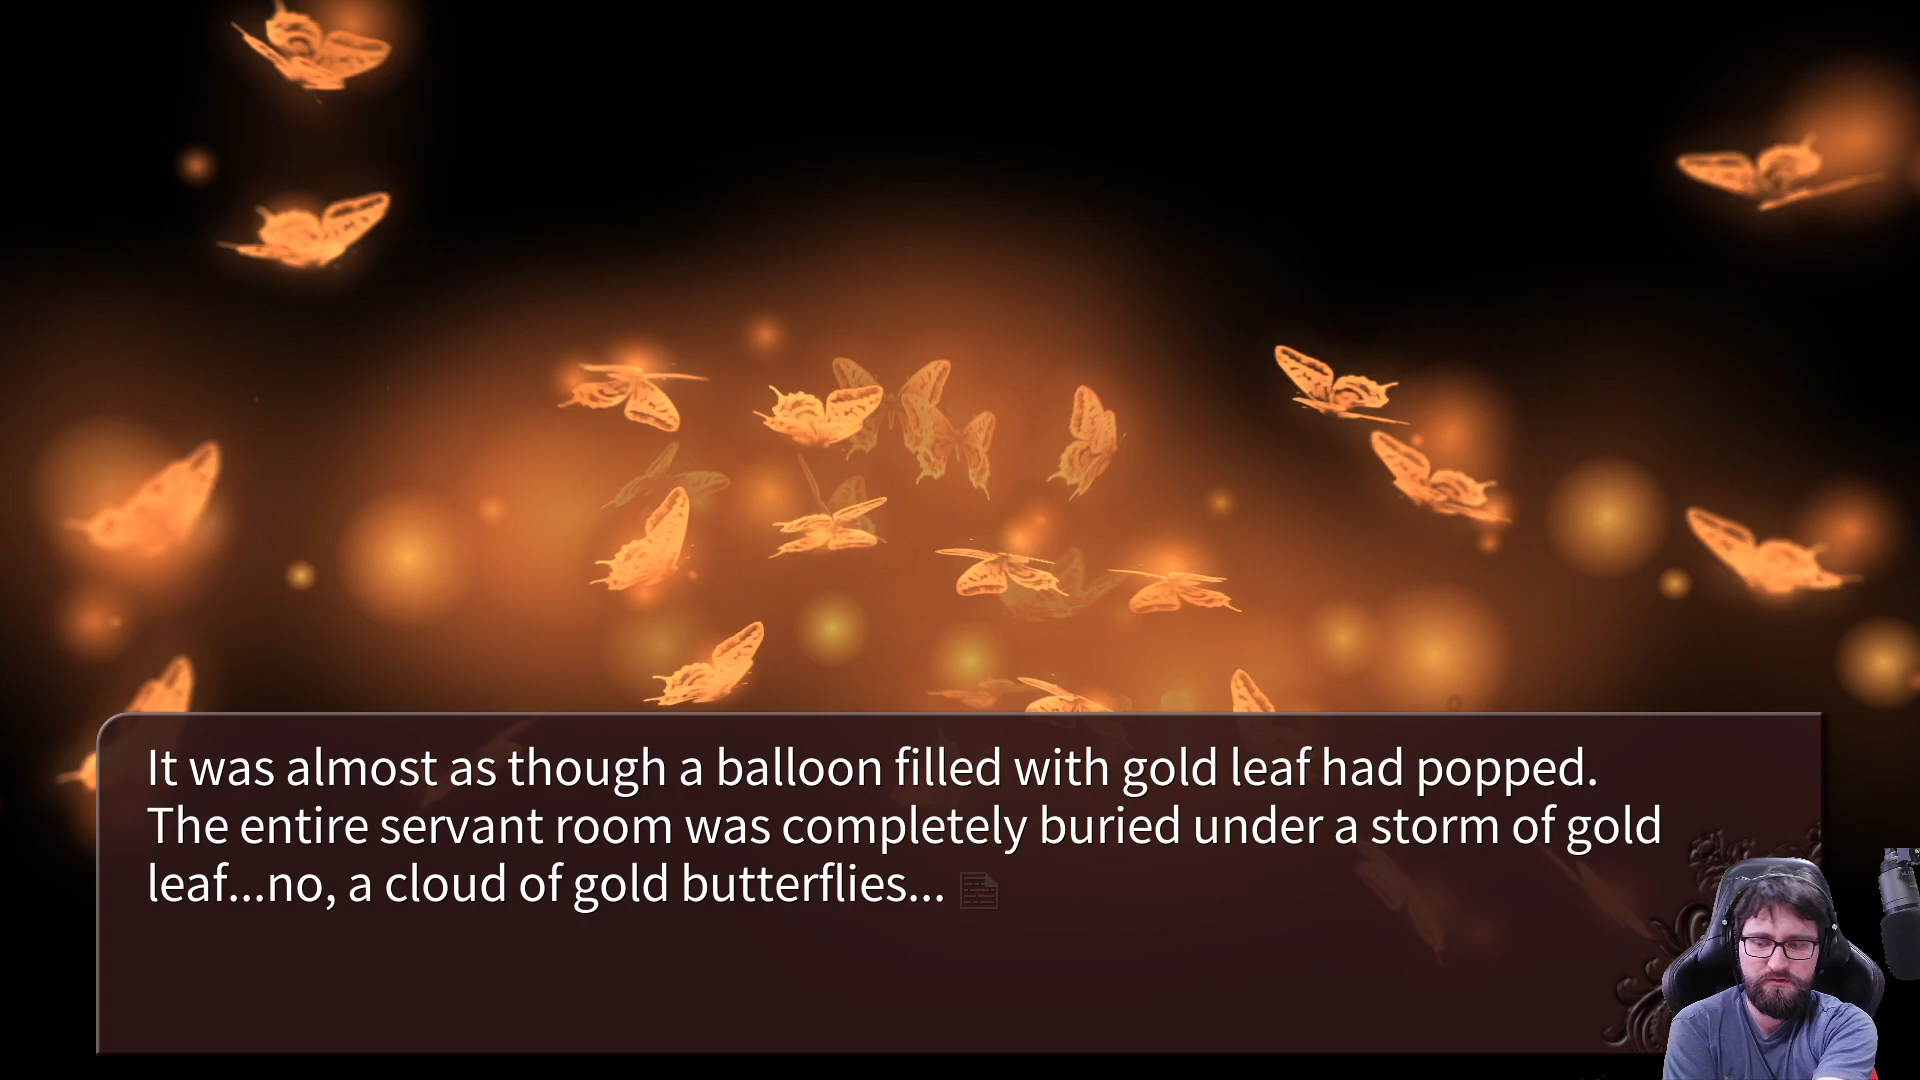 It was almost as though a balloon filled with gold leaf had popped.
The entire servant room was completely buried under a storm of gold
leaf...no, a cloud of gold butterflies...